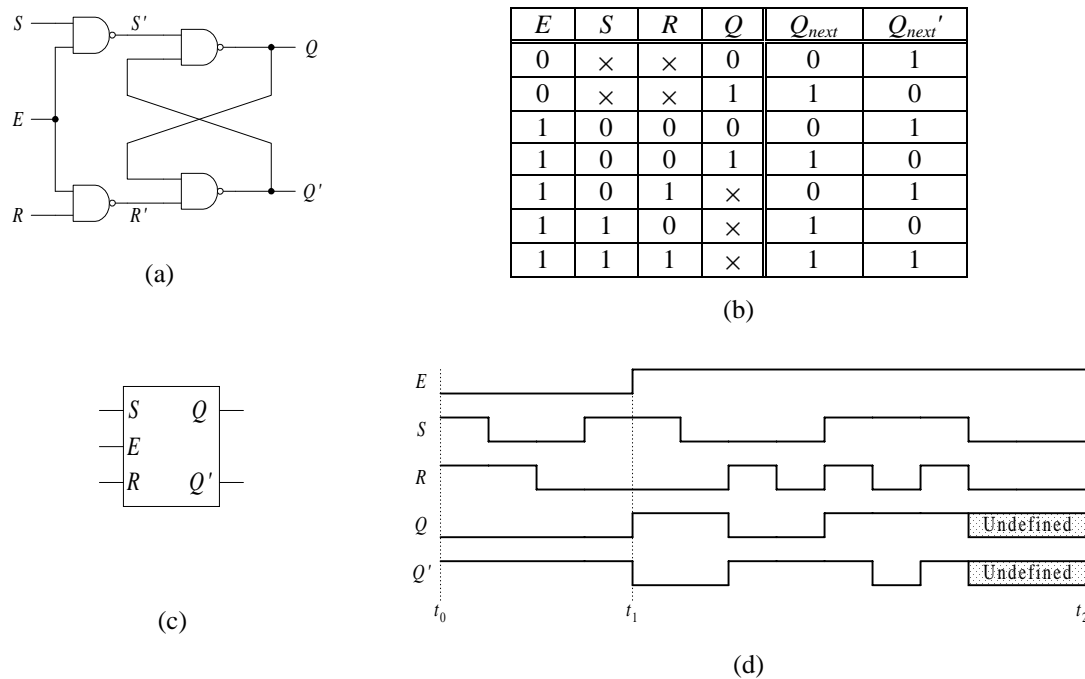 S
S'
Q
E
R
R'
Q'
(a)
E S R Q Qnext Qnext'
0 × × 0 0 1
0 × × 1 1 0
1 0 0 0 0 1
1 0 0 1 1 0
1 0 1 × 0 1
1 1 0 × 1 0
1 1 1 × 1 1
(b)
S Q
E
R Q'
(c)
E
S
R
Q Undefined
Q' Undefined
t0 t1 t2
(d)